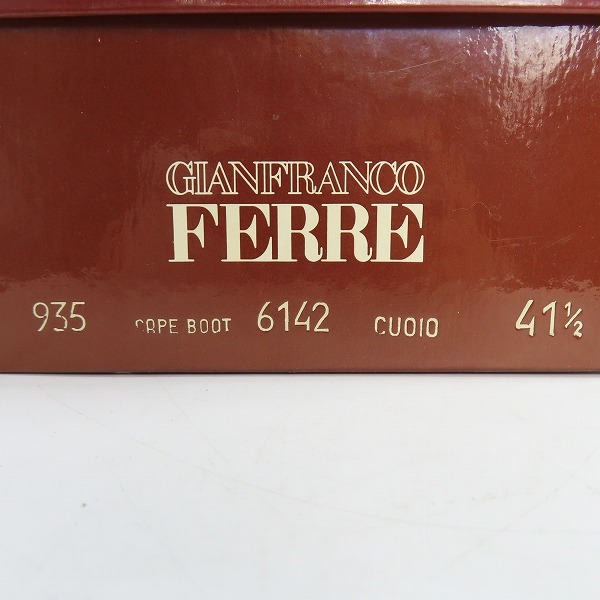 GIANFRANCO
FERRE
935 CAPE BOOT 6142 CUOIO 41½